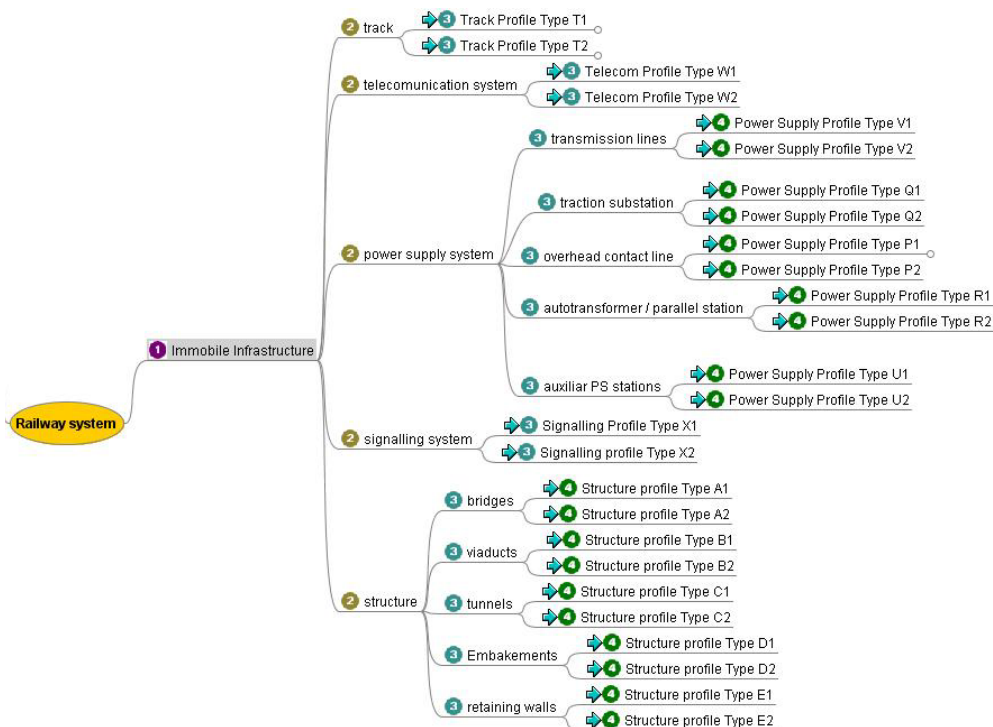 Railway system
1 Immobile Infrastructure
2 track
3 Track Profile Type T1
3 Track Profile Type T2
2 telecomunication system
3 Telecom Profile Type W1
3 Telecom Profile Type W2
2 power supply system
3 transmission lines
4 Power Supply Profile Type V1
4 Power Supply Profile Type V2
3 traction substation
4 Power Supply Profile Type Q1
4 Power Supply Profile Type Q2
3 overhead contact line
4 Power Supply Profile Type P1
4 Power Supply Profile Type P2
3 autotransformer / parallel station
4 Power Supply Profile Type R1
4 Power Supply Profile Type R2
3 auxiliar PS stations
4 Power Supply Profile Type U1
4 Power Supply Profile Type U2
2 signalling system
3 Signalling Profile Type X1
3 Signalling profile Type X2
2 structure
3 bridges
4 Structure profile Type A1
4 Structure profile Type A2
3 viaducts
4 Structure profile Type B1
4 Structure profile Type B2
3 tunnels
4 Structure profile Type C1
4 Structure profile Type C2
3 Embakements
4 Structure profile Type D1
4 Structure profile Type D2
3 retaining walls
4 Structure profile Type E1
4 Structure profile Type E2